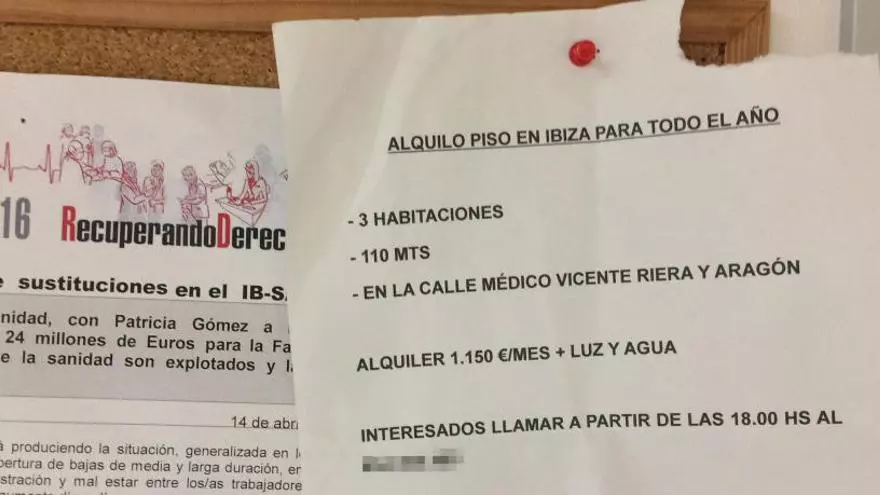 16 RecuperandoDerec
sustituciones en el IB-S
nidad, con Patricia Gómez a
24 millones de Euros para la Fa
e la sanidad son explotados y l
14 de abri
produciendo la situación, generalizada en l
pertura de bajas de media y larga duración, en
stración y mal estar entre los/as trabajadore
ALQUILO PISO EN IBIZA PARA TODO EL AÑO
- 3 HABITACIONES
- 110 MTS
- EN LA CALLE MÉDICO VICENTE RIERA Y ARAGÓN
ALQUILER 1.150 €/MES + LUZ Y AGUA
INTERESADOS LLAMAR A PARTIR DE LAS 18.00 HS AL